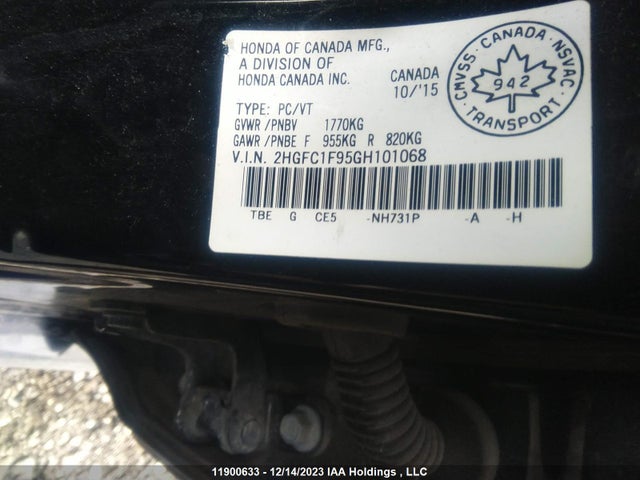 HONDA OF CANADA MFG.,
A DIVISION OF
HONDA CANADA INC. CANADA
10/'15
TYPE: PC/VT
GVWR/PNBV 1770KG
GAWR/PNBE F 955KG R 820KG
V.I.N. 2HGFC1F95GH101068
TBE G CE5 -NH731P -A -H
CMVSS · CANADA · NSVAC
942
TRANSPORT
11900633 - 12/14/2023 IAA Holdings , LLC